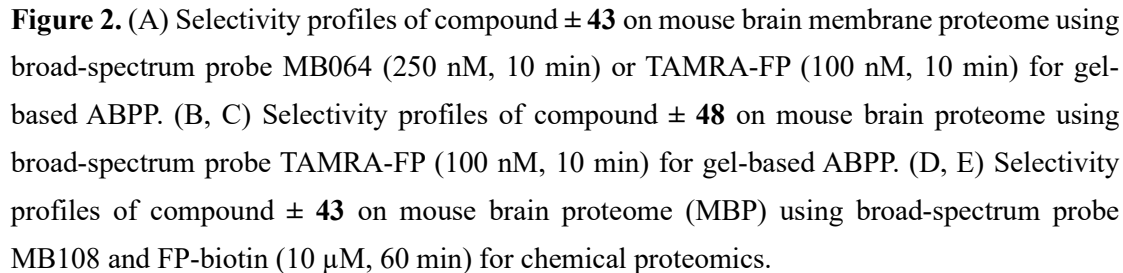 Figure 2. (A) Selectivity profiles of compound ± 43 on mouse brain membrane proteome using
broad-spectrum probe MB064 (250 nM, 10 min) or TAMRA-FP (100 nM, 10 min) for gel-
based ABPP. (B, C) Selectivity profiles of compound ± 48 on mouse brain proteome using
broad-spectrum probe TAMRA-FP (100 nM, 10 min) for gel-based ABPP. (D, E) Selectivity
profiles of compound ± 43 on mouse brain proteome (MBP) using broad-spectrum probe
MB108 and FP-biotin (10 µM, 60 min) for chemical proteomics.